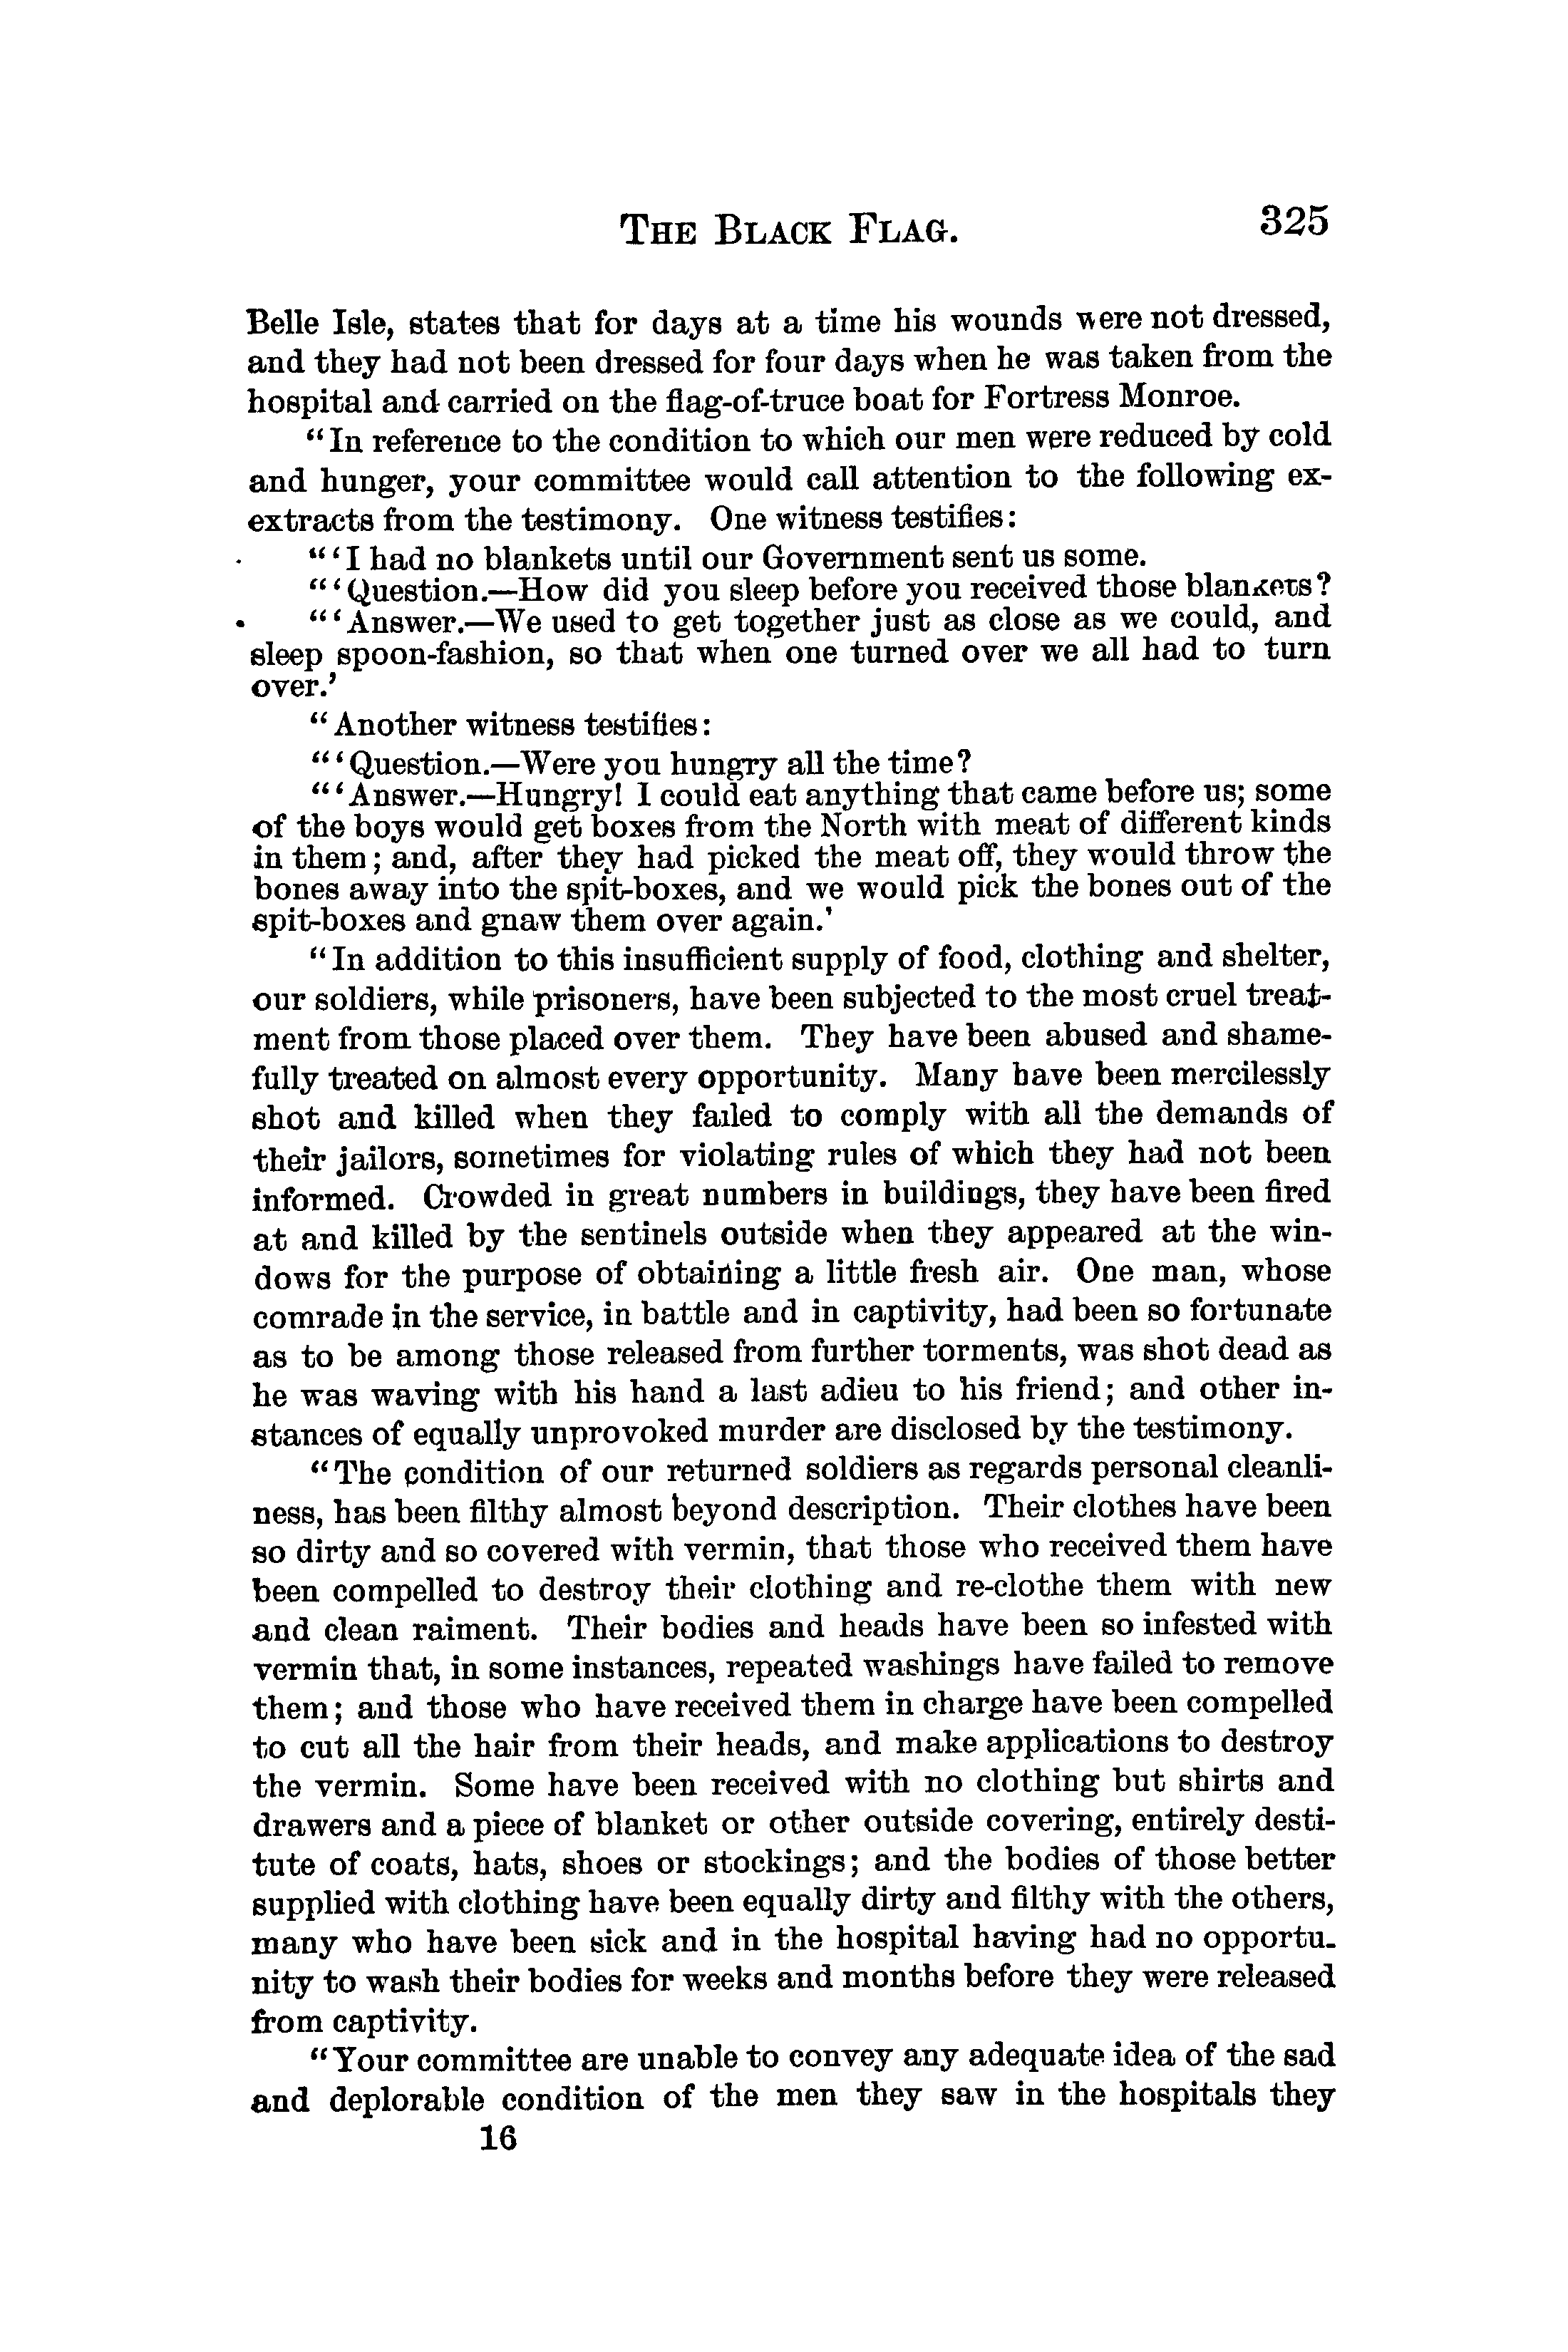 THE BLACK FLAG. 325
Belle Isle, states that for days at a time his wounds were not dressed,
and they had not been dressed for four days when he was taken from the
hospital and carried on the flag-of-truce boat for Fortress Monroe.
“In reference to the condition to which our men were reduced by cold
and hunger, your committee would call attention to the following ex-
extracts from the testimony. One witness testifies:
“‘I had no blankets until our Government sent us some.
“‘Question.—How did you sleep before you received those blankets?
“‘Answer.—We used to get together just as close as we could, and
sleep spoon-fashion, so that when one turned over we all had to turn
over.’
“Another witness testifies:
“‘Question.—Were you hungry all the time?
“‘Answer.—Hungry! I could eat anything that came before us; some
of the boys would get boxes from the North with meat of different kinds
in them; and, after they had picked the meat off, they would throw the
bones away into the spit-boxes, and we would pick the bones out of the
spit-boxes and gnaw them over again.’
“In addition to this insufficient supply of food, clothing and shelter,
our soldiers, while prisoners, have been subjected to the most cruel treat-
ment from those placed over them. They have been abused and shame-
fully treated on almost every opportunity. Many have been mercilessly
shot and killed when they failed to comply with all the demands of
their jailors, sometimes for violating rules of which they had not been
informed. Crowded in great numbers in buildings, they have been fired
at and killed by the sentinels outside when they appeared at the win-
dows for the purpose of obtaining a little fresh air. One man, whose
comrade in the service, in battle and in captivity, had been so fortunate
as to be among those released from further torments, was shot dead as
he was waving with his hand a last adieu to his friend; and other in-
stances of equally unprovoked murder are disclosed by the testimony.
“The condition of our returned soldiers as regards personal cleanli-
ness, has been filthy almost beyond description. Their clothes have been
so dirty and so covered with vermin, that those who received them have
been compelled to destroy their clothing and re-clothe them with new
and clean raiment. Their bodies and heads have been so infested with
vermin that, in some instances, repeated washings have failed to remove
them; and those who have received them in charge have been compelled
to cut all the hair from their heads, and make applications to destroy
the vermin. Some have been received with no clothing but shirts and
drawers and a piece of blanket or other outside covering, entirely desti-
tute of coats, hats, shoes or stockings; and the bodies of those better
supplied with clothing have been equally dirty and filthy with the others,
many who have been sick and in the hospital having had no opportu-
nity to wash their bodies for weeks and months before they were released
from captivity.
“Your committee are unable to convey any adequate idea of the sad
and deplorable condition of the men they saw in the hospitals they
16